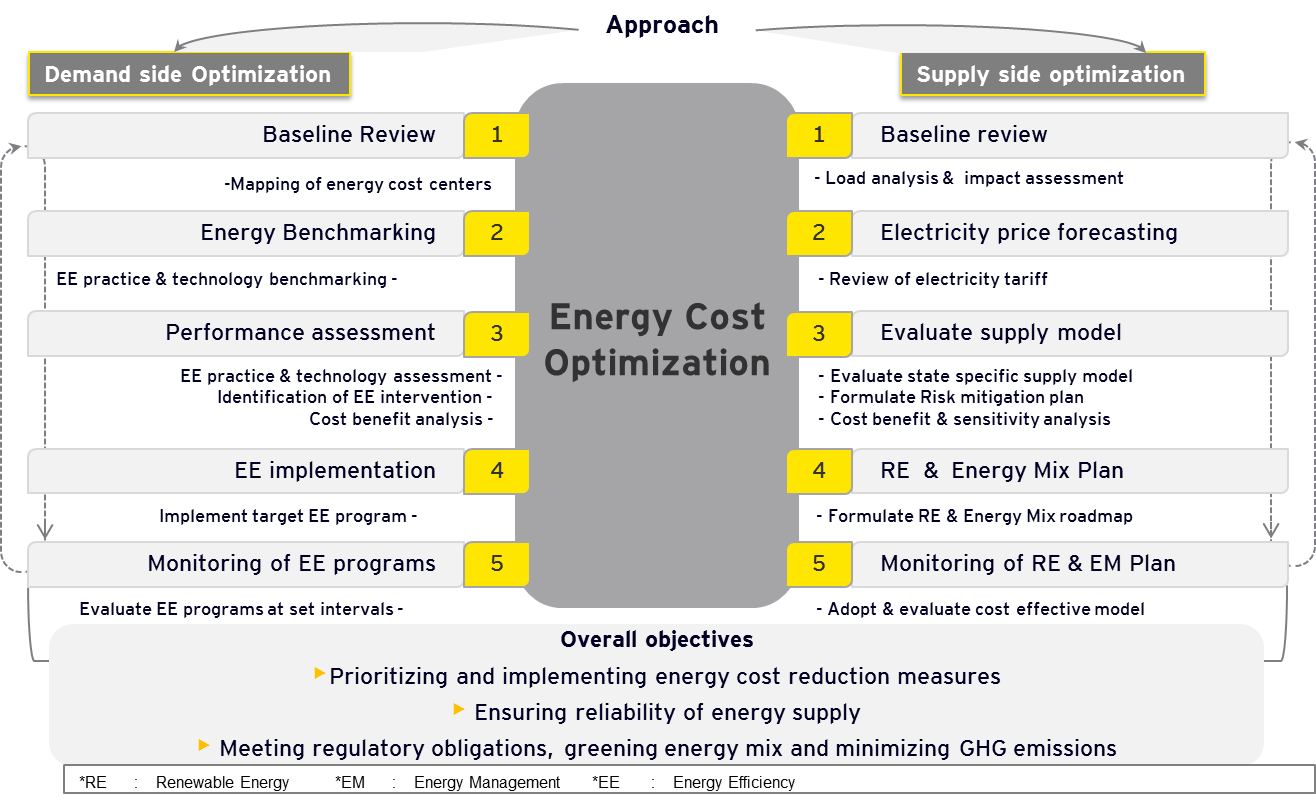 Approach
Demand side Optimization
Supply side optimization
Baseline Review 1
-Mapping of energy cost centers
Energy Benchmarking 2
EE practice & technology benchmarking -
Performance assessment 3
EE practice & technology assessment -
Identification of EE intervention -
Cost benefit analysis -
EE implementation 4
Implement target EE program -
Monitoring of EE programs 5
Evaluate EE programs at set intervals -
Energy Cost
Optimization
1 Baseline review
- Load analysis & impact assessment
2 Electricity price forecasting
- Review of electricity tariff
3 Evaluate supply model
- Evaluate state specific supply model
- Formulate Risk mitigation plan
- Cost benefit & sensitivity analysis
4 RE & Energy Mix Plan
- Formulate RE & Energy Mix roadmap
5 Monitoring of RE & EM Plan
- Adopt & evaluate cost effective model
Overall objectives
Prioritizing and implementing energy cost reduction measures
Ensuring reliability of energy supply
Meeting regulatory obligations, greening energy mix and minimizing GHG emissions
*RE : Renewable Energy *EM : Energy Management *EE : Energy Efficiency